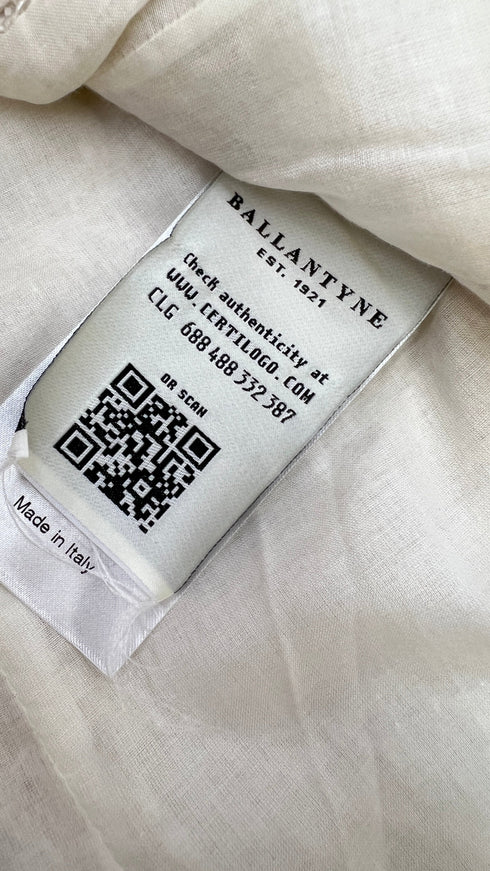 BALLANTYNE
EST. 1921
Check authenticity at
WWW.CERTILOGO.COM
CLG 688 488 332 387
OR SCAN
Made in Italy